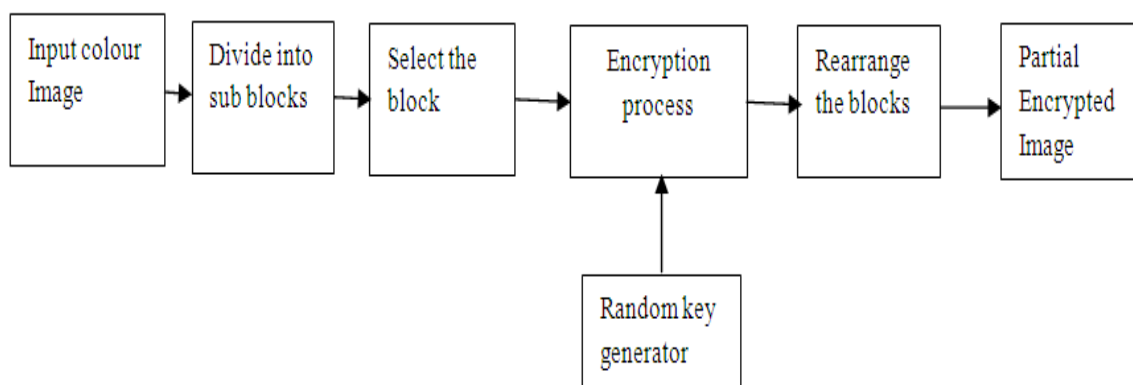 Input colour
Image
Divide into
sub blocks
Select the
block
Encryption
process
Rearrange
the blocks
Partial
Encrypted
Image
Random key
generator